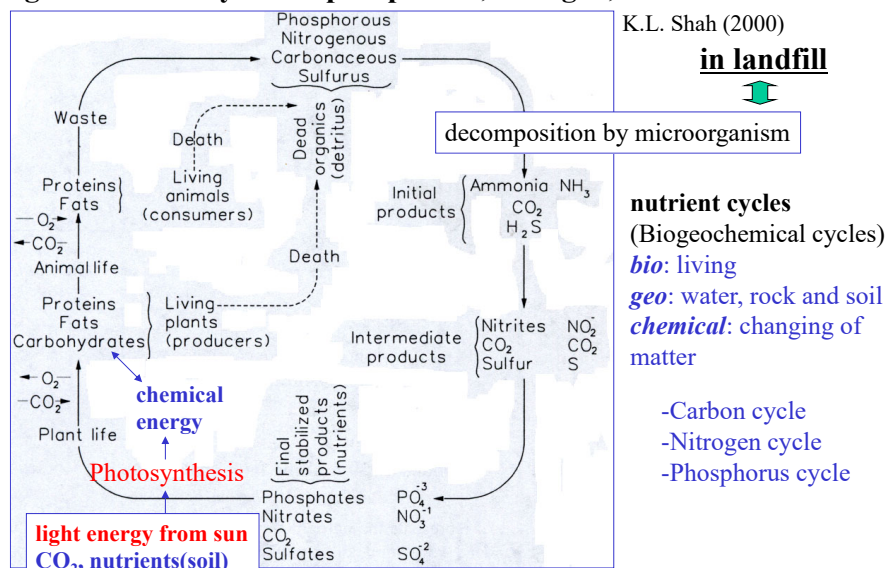 K.L. Shah (2000)
in landfill
decomposition by microorganism
Phosphorous
Nitrogenous
Carbonaceous
Sulfurus
Dead
organics
(detritus)
Waste
Death
Living
animals
(consumers)
Proteins
Fats
O₂
CO₂
Animal life
Death
Proteins
Fats
Carbohydrates
Living
plants
(producers)
O₂
CO₂
Plant life
chemical
energy
Photosynthesis
light energy from sun
CO₂, nutrients(soil)
Initial
products
Ammonia NH₃
CO₂
H₂S
Intermediate
products
Nitrites NO₂⁻
CO₂ CO₂
Sulfur S
Final
stabilized
products
(nutrients)
Phosphates PO₄⁻³
Nitrates NO₃⁻¹
CO₂
Sulfates SO₄⁻²
nutrient cycles
(Biogeochemical cycles)
bio: living
geo: water, rock and soil
chemical: changing of
matter
-Carbon cycle
-Nitrogen cycle
-Phosphorus cycle